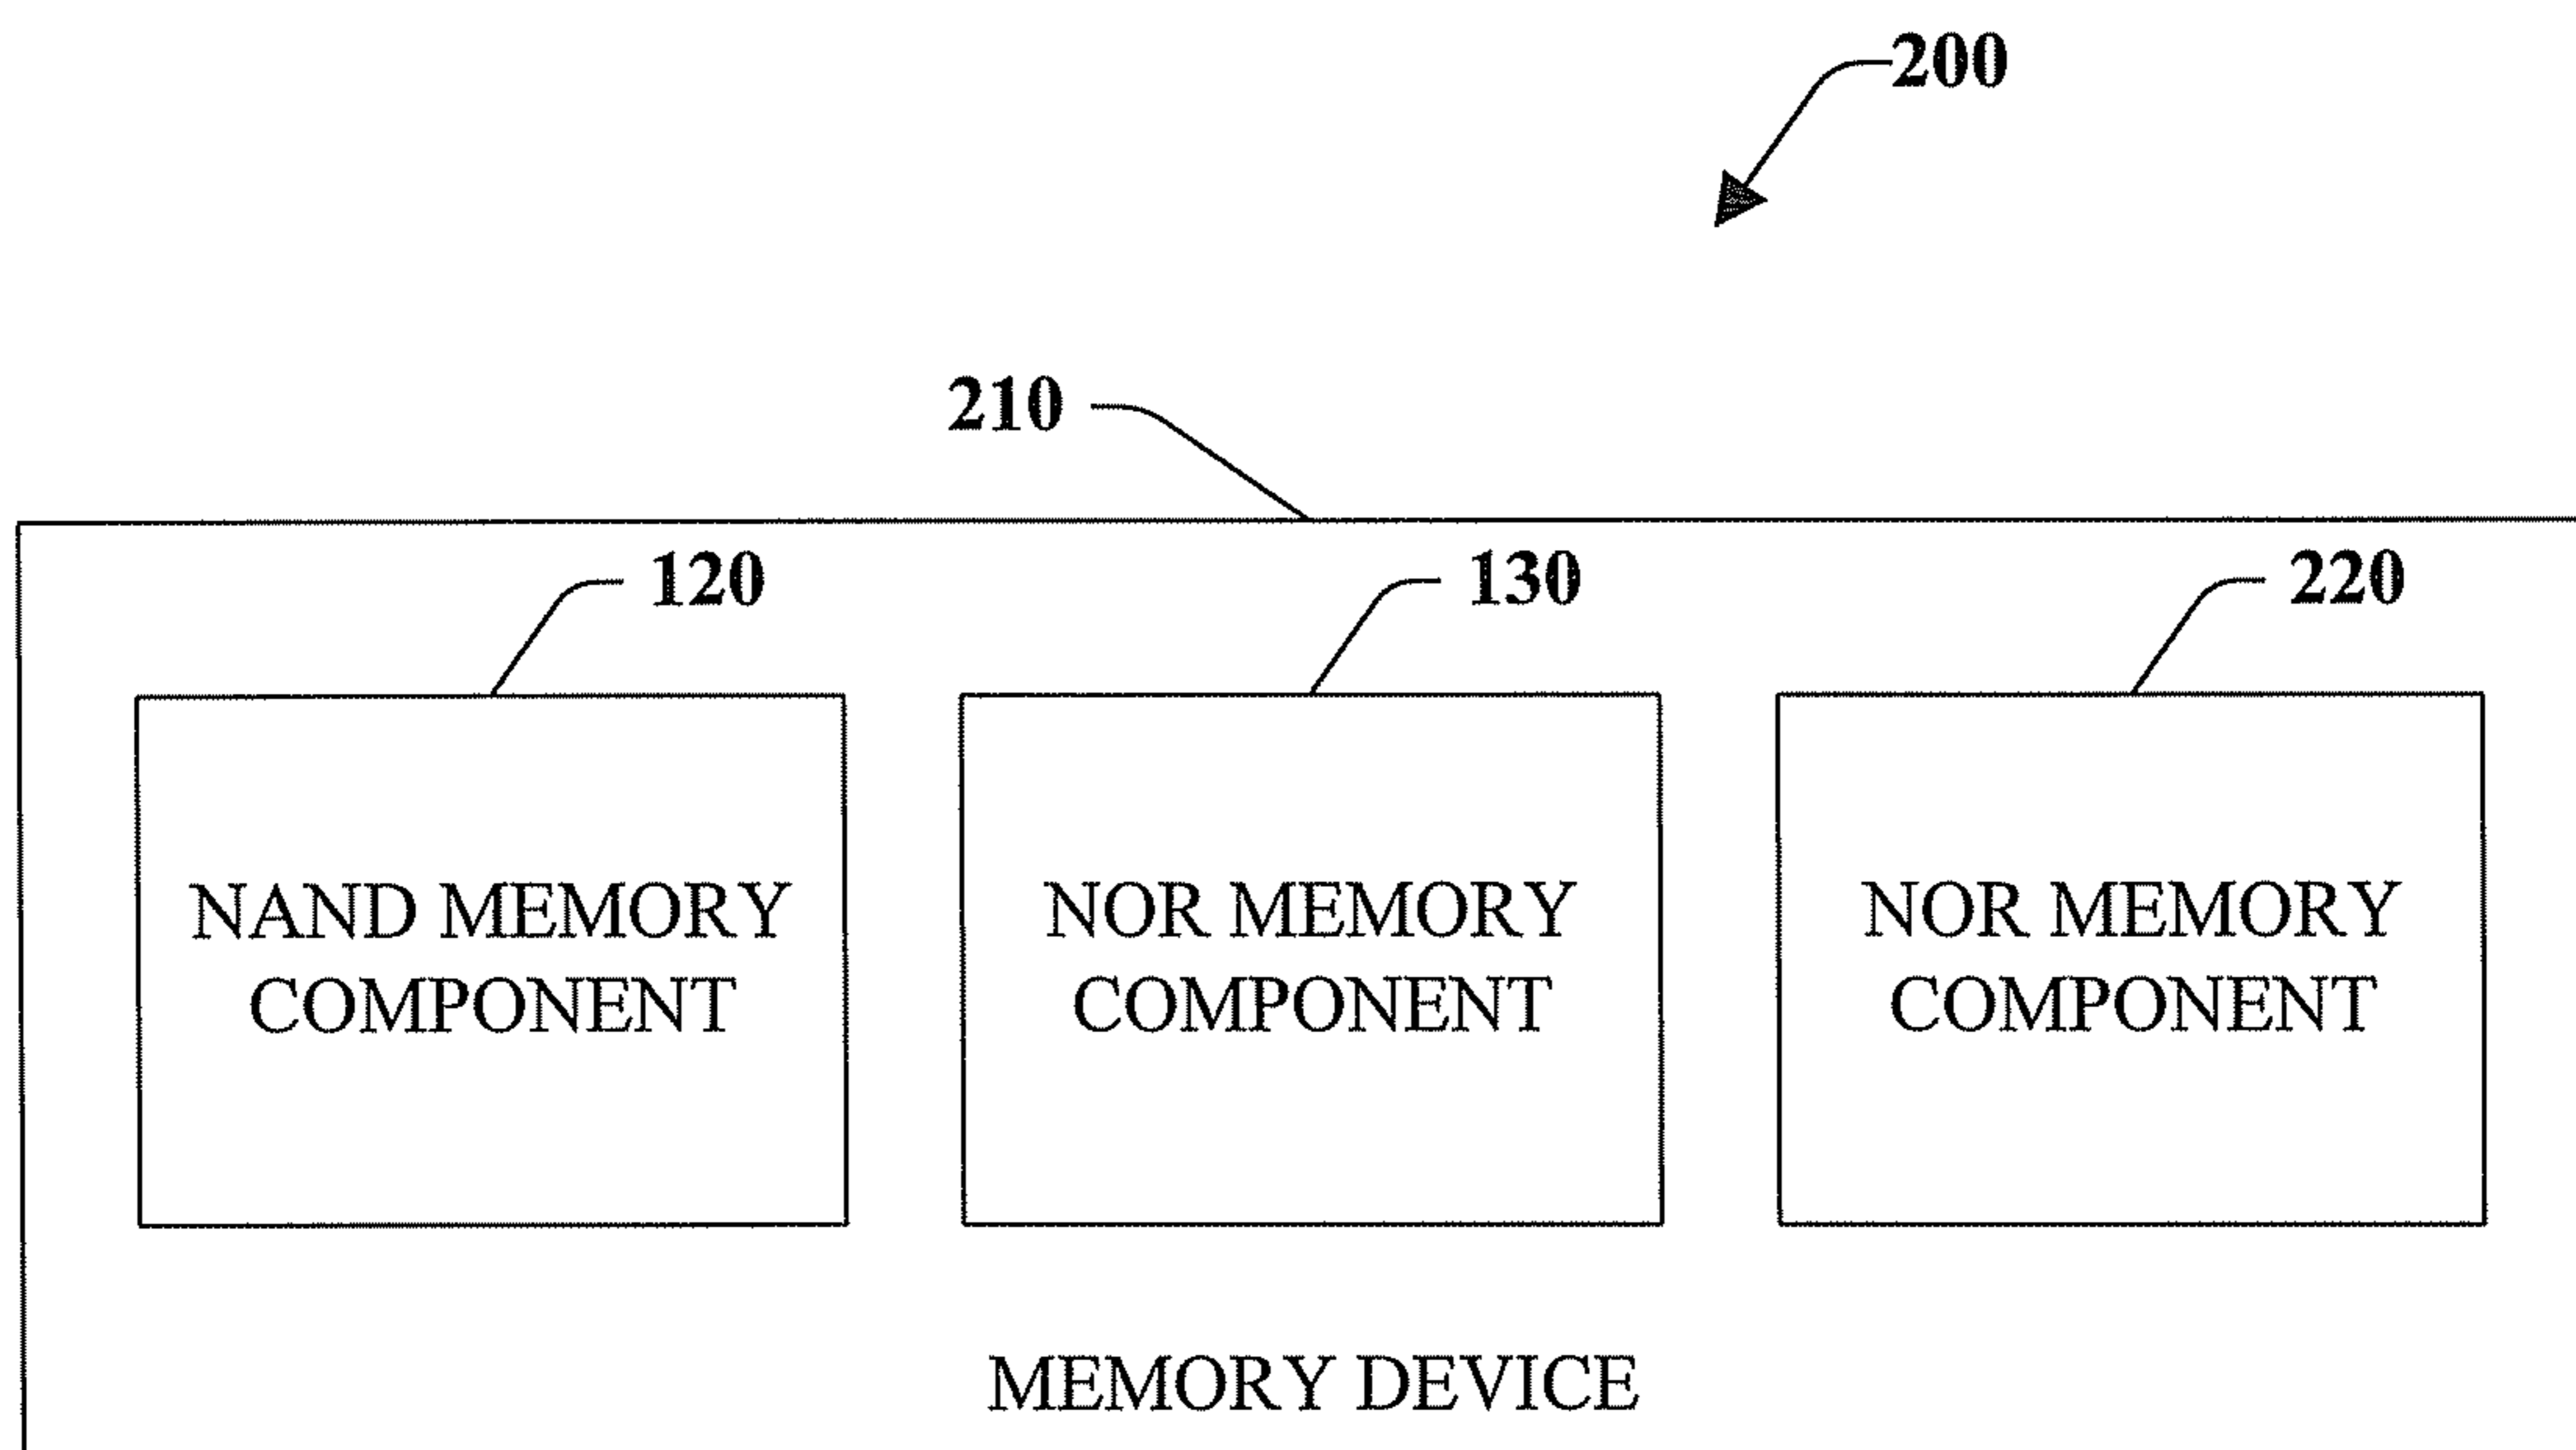 200
210
120
130
220
NAND MEMORY
COMPONENT
NOR MEMORY
COMPONENT
NOR MEMORY
COMPONENT
MEMORY DEVICE